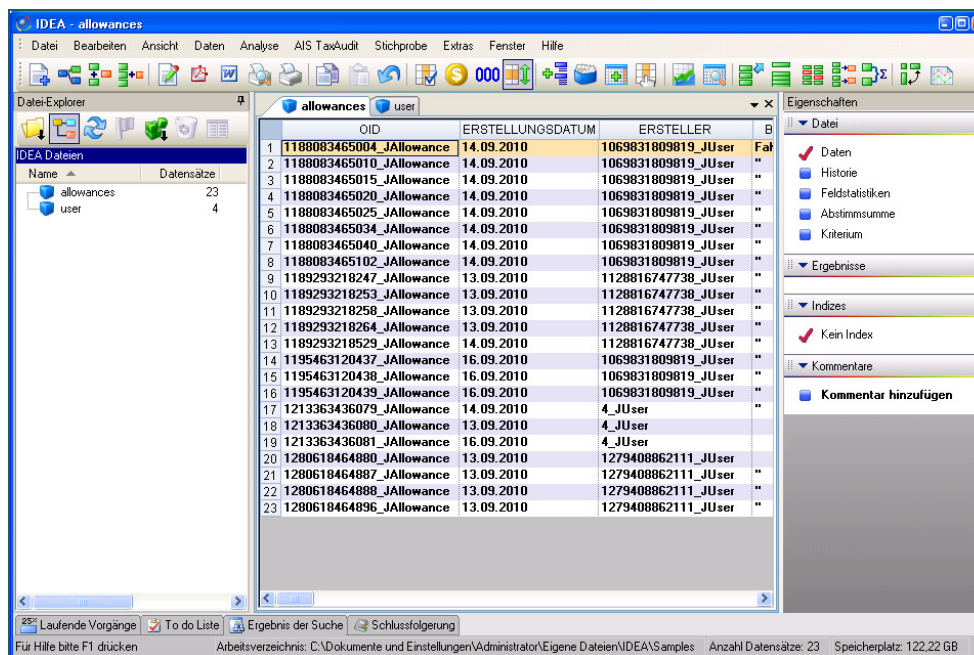 IDEA - allowances
Datei Bearbeiten Ansicht Daten Analyse AIS TaxAudit Stichprobe Extras Fenster Hilfe
000
Datei-Explorer
IDEA Dateien
Name Datensätze
allowances 23
user 4
allowances user
OID ERSTELLUNGSDATUM ERSTELLER B
1 1188083465004_JAllowance 14.09.2010 1069831809819_JUser Fah
2 1188083465010_JAllowance 14.09.2010 1069831809819_JUser "
3 1188083465015_JAllowance 14.09.2010 1069831809819_JUser "
4 1188083465020_JAllowance 14.09.2010 1069831809819_JUser "
5 1188083465025_JAllowance 14.09.2010 1069831809819_JUser "
6 1188083465034_JAllowance 14.09.2010 1069831809819_JUser "
7 1188083465040_JAllowance 14.09.2010 1069831809819_JUser "
8 1188083465102_JAllowance 14.09.2010 1069831809819_JUser "
9 1189293218247_JAllowance 13.09.2010 1128816747738_JUser "
10 1189293218253_JAllowance 13.09.2010 1128816747738_JUser "
11 1189293218258_JAllowance 13.09.2010 1128816747738_JUser "
12 1189293218264_JAllowance 13.09.2010 1128816747738_JUser "
13 1189293218529_JAllowance 14.09.2010 1128816747738_JUser "
14 1195463120437_JAllowance 16.09.2010 1069831809819_JUser "
15 1195463120438_JAllowance 16.09.2010 1069831809819_JUser "
16 1195463120439_JAllowance 16.09.2010 1069831809819_JUser "
17 1213363436079_JAllowance 14.09.2010 4_JUser "
18 1213363436080_JAllowance 13.09.2010 4_JUser
19 1213363436081_JAllowance 16.09.2010 4_JUser
20 1280618464880_JAllowance 13.09.2010 1279408862111_JUser
21 1280618464887_JAllowance 13.09.2010 1279408862111_JUser "
22 1280618464888_JAllowance 13.09.2010 1279408862111_JUser "
23 1280618464896_JAllowance 13.09.2010 1279408862111_JUser "
Eigenschaften
Datei
Daten
Historie
Feldstatistiken
Abstimmsumme
Kriterium
Ergebnisse
Indizes
Kein Index
Kommentare
Kommentar hinzufügen
25% Laufende Vorgänge To do Liste Ergebnis der Suche Schlussfolgerung
Für Hilfe bitte F1 drücken Arbeitsverzeichnis: C:\Dokumente und Einstellungen\Administrator\Eigene Dateien\IDEA\Samples Anzahl Datensätze: 23 Speicherplatz: 122,22 GB